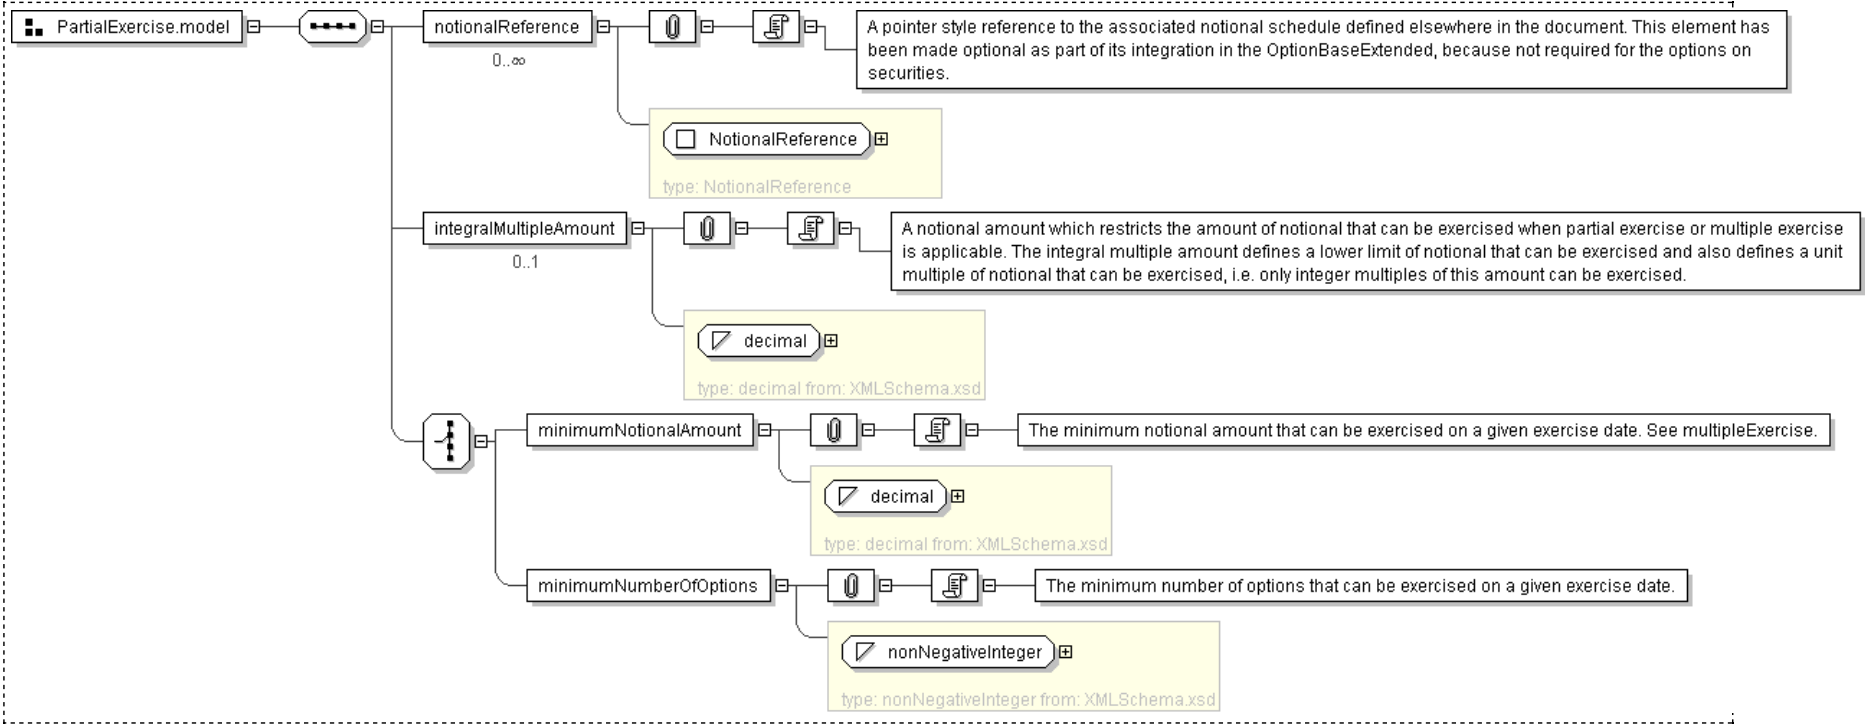 PartialExercise.model
notionalReference
0..∞
A pointer style reference to the associated notional schedule defined elsewhere in the document. This element has
been made optional as part of its integration in the OptionBaseExtended, because not required for the options on
securities.
NotionalReference
type: NotionalReference
integralMultipleAmount
0..1
A notional amount which restricts the amount of notional that can be exercised when partial exercise or multiple exercise
is applicable. The integral multiple amount defines a lower limit of notional that can be exercised and also defines a unit
multiple of notional that can be exercised, i.e. only integer multiples of this amount can be exercised.
decimal
type: decimal from: XMLSchema.xsd
minimumNotionalAmount
The minimum notional amount that can be exercised on a given exercise date. See multipleExercise.
decimal
type: decimal from: XMLSchema.xsd
minimumNumberOfOptions
The minimum number of options that can be exercised on a given exercise date.
nonNegativeInteger
type: nonNegativeInteger from: XMLSchema.xsd